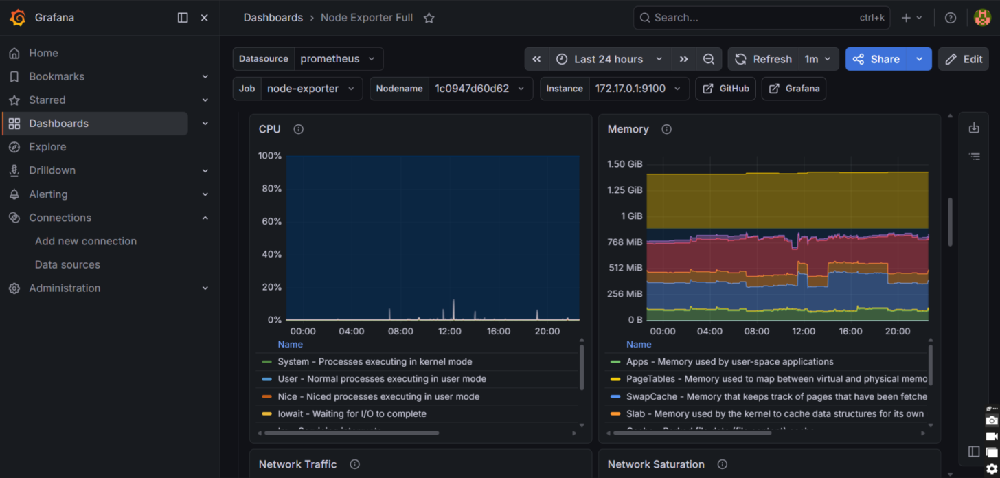 Grafana
Dashboards › Node Exporter Full
Search... ctrl+k
Home
Bookmarks
Starred
Dashboards
Explore
Drilldown
Alerting
Connections
Add new connection
Data sources
Administration
Datasource prometheus
Last 24 hours
Refresh 1m
Share
Edit
Job node-exporter
Nodename 1c0947d60d62
Instance 172.17.0.1:9100
GitHub
Grafana
CPU
100%
80%
60%
40%
20%
0%
00:00 04:00 08:00 12:00 16:00 20:00
Name
System - Processes executing in kernel mode
User - Normal processes executing in user mode
Nice - Niced processes executing in user mode
Iowait - Waiting for I/O to complete
Memory
1.50 GiB
1.25 GiB
1 GiB
768 MiB
512 MiB
256 MiB
0 B
00:00 04:00 08:00 12:00 16:00 20:00
Name
Apps - Memory used by user-space applications
PageTables - Memory used to map between virtual and physical memo
SwapCache - Memory that keeps track of pages that have been fetche
Slab - Memory used by the kernel to cache data structures for its own
Network Traffic
Network Saturation